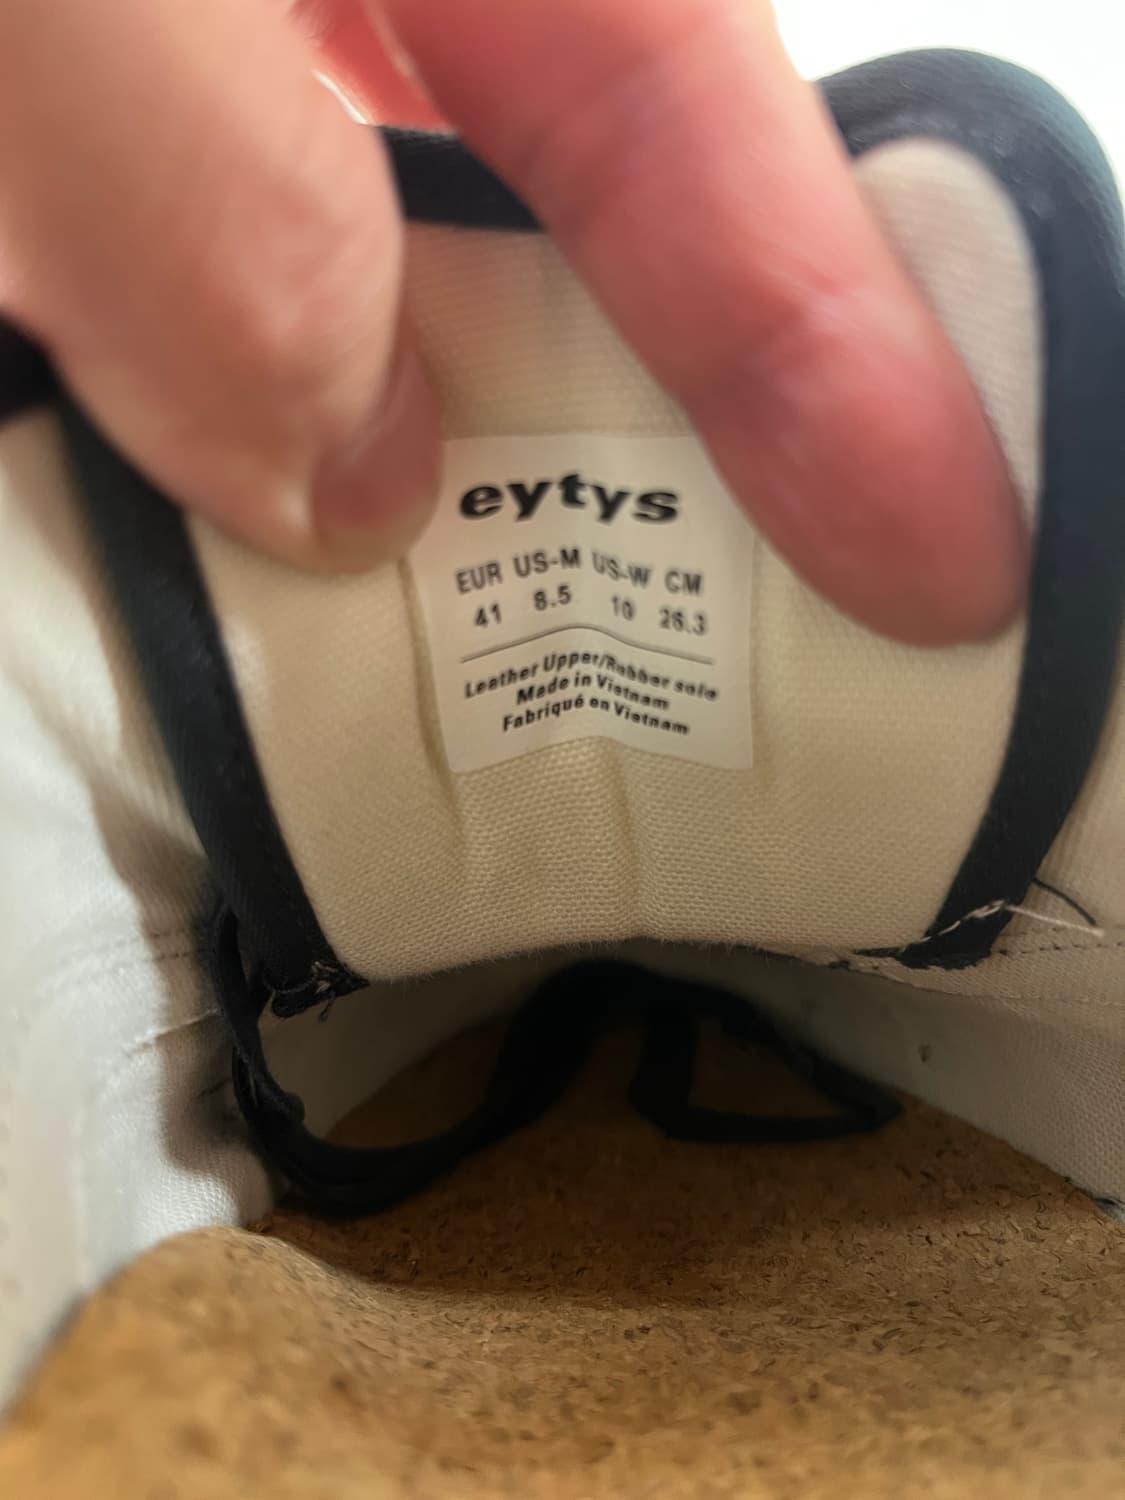 eytys
EUR US-M US-W CM
41 8.5 10 26.3
Leather Upper/Rubber sole
Made in Vietnam
Fabriqué en Vietnam